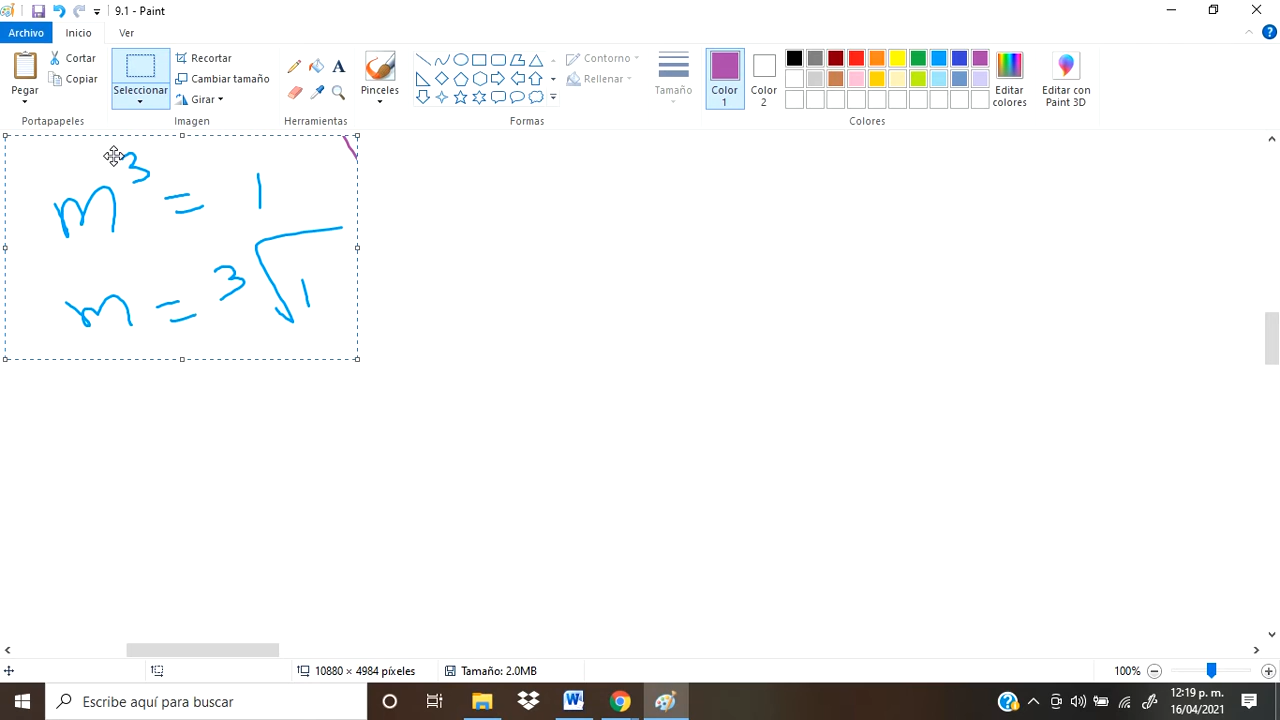 9.1 - Paint
Archivo Inicio Ver
Pegar
Cortar
Copiar
Portapapeles
Seleccionar
Recortar
Cambiar tamaño
Girar
Imagen
A
Herramientas
Pinceles
Contorno
Rellenar
Formas
Tamaño
Color 1
Color 2
Editar colores
Editar con Paint 3D
Colores
m³ = 1
m = ³√1
10880 × 4984 píxeles
Tamaño: 2.0MB
100%
Escribe aquí para buscar
12:19 p. m.
16/04/2021